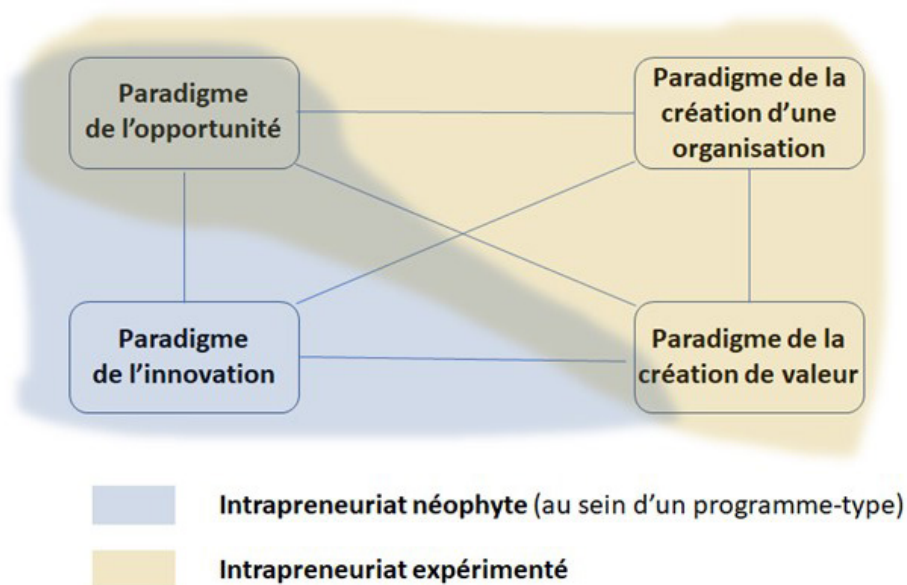 Paradigme
de l'opportunité
Paradigme de la
création d'une
organisation
Paradigme
de l'innovation
Paradigme de la
création de valeur
Intrapreneuriat néophyte (au sein d'un programme-type)
Intrapreneuriat expérimenté